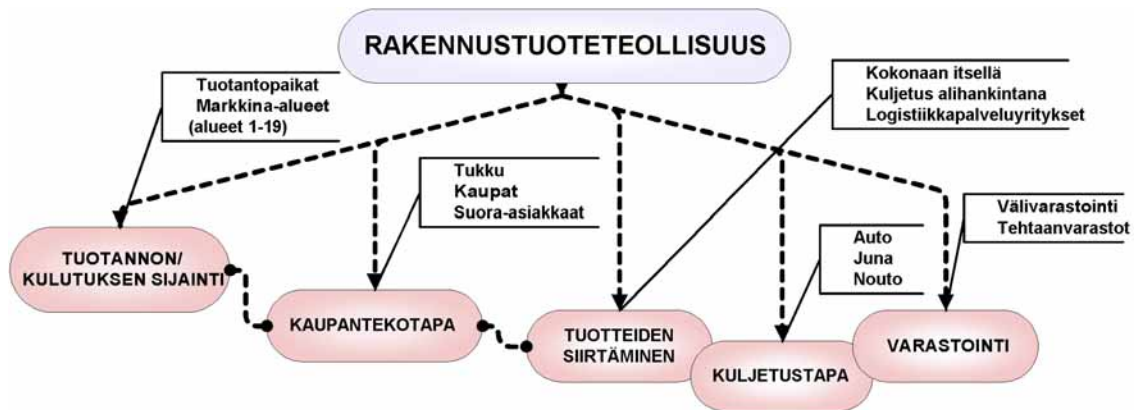 RAKENNUSTUOTETEOLLISUUS
Tuotantopaikat
Markkina-alueet
(alueet 1-19)
Kokonaan itsellä
Kuljetus alihankintana
Logistiikkapalveluyritykset
Tukku
Kaupat
Suora-asiakkaat
Välivarastointi
Tehtaanvarastot
Auto
Juna
Nouto
TUOTANNON/
KULUTUKSEN SIJAINTI
KAUPANTEKOTAPA
TUOTTEIDEN
SIIRTÄMINEN
KULJETUSTAPA
VARASTOINTI